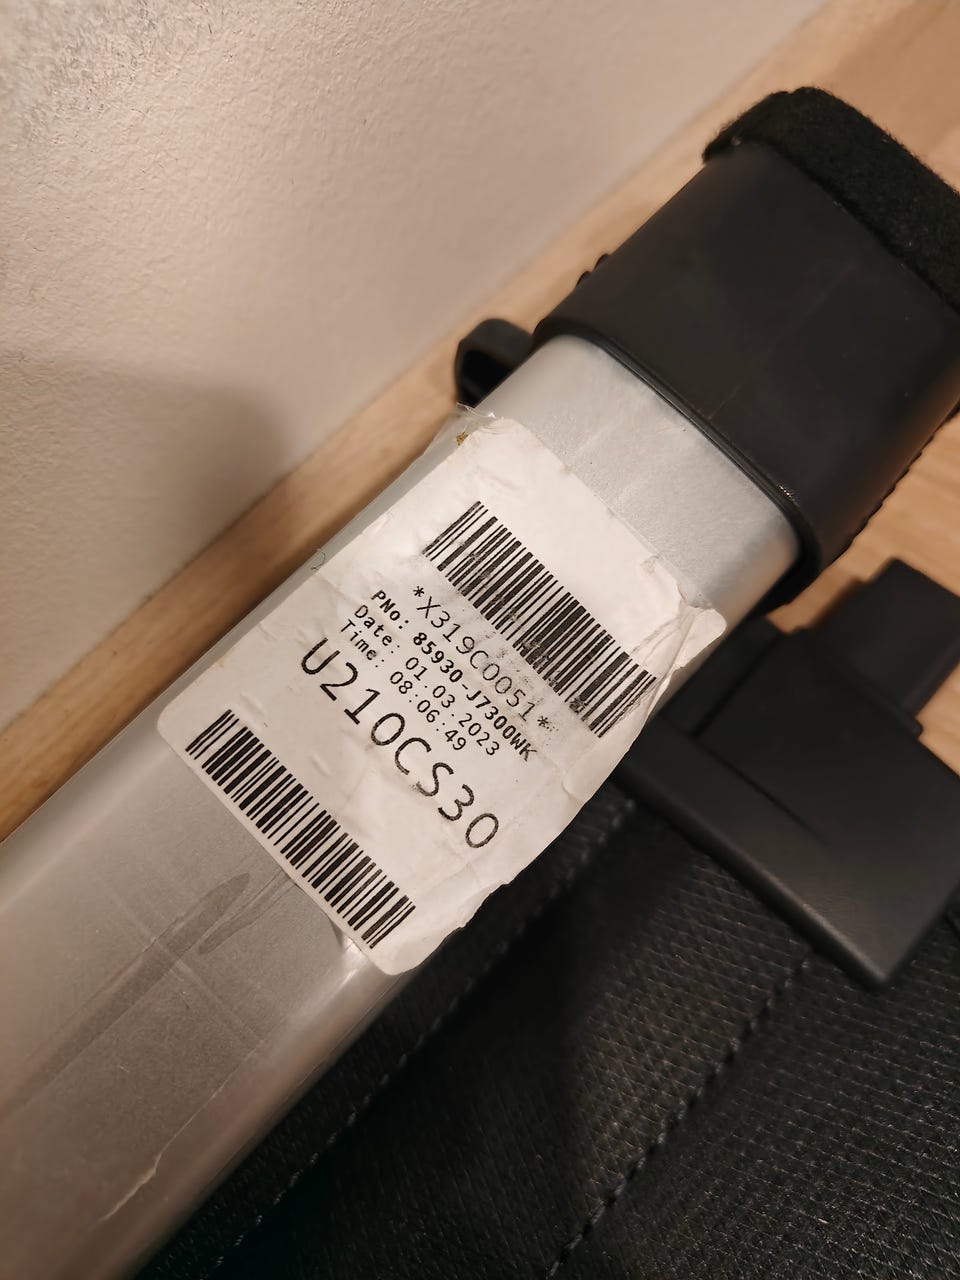 *X319C0051*
PNo: 85930-J7300WK
Date: 01.03.2023
Time: 08:06:49
U210CS30